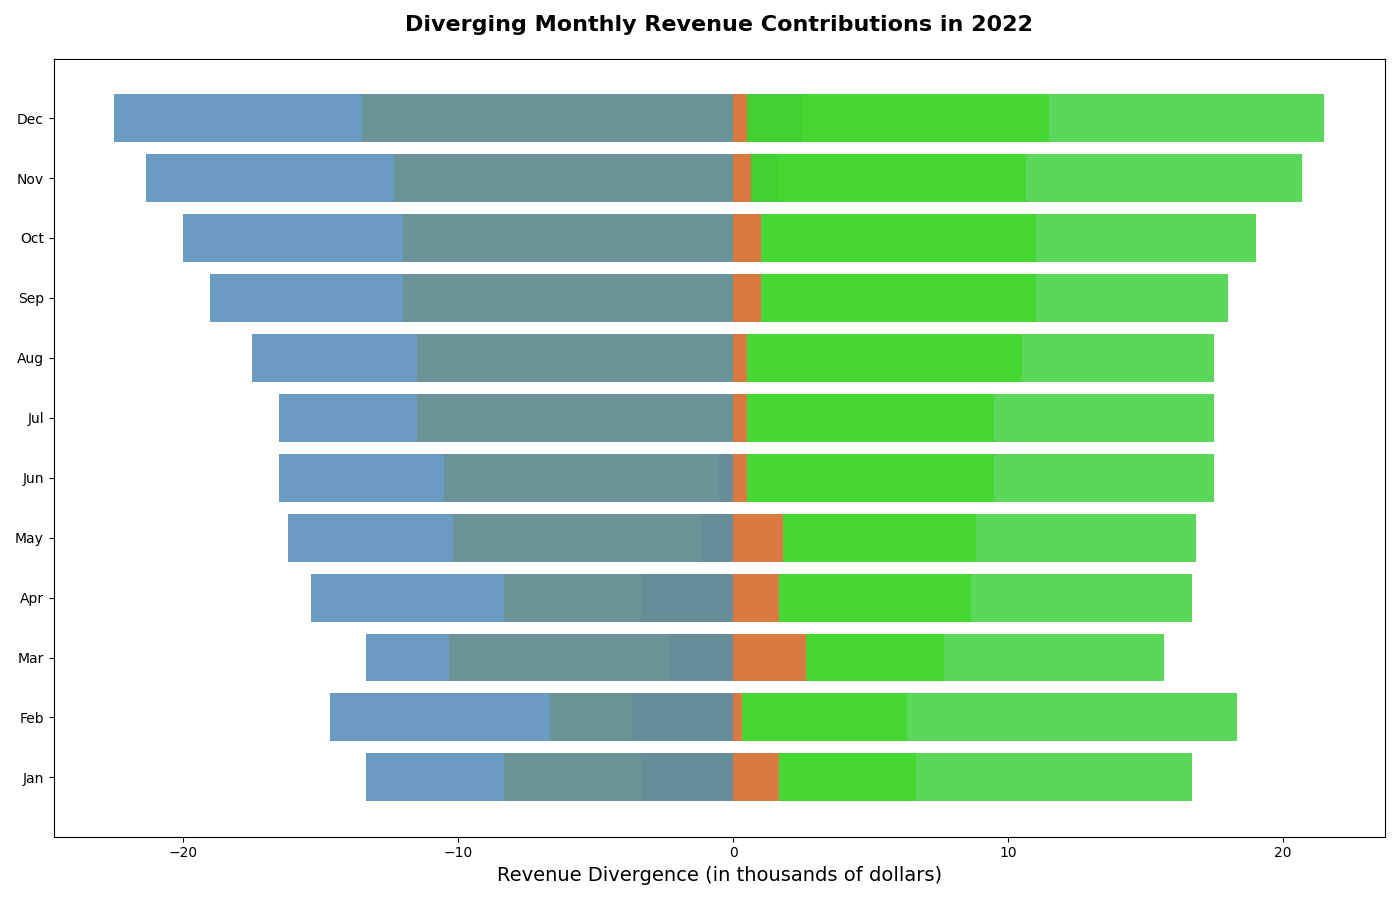 Diverging Monthly Revenue Contributions in 2022
Dec
Nov
Oct
Sep
Aug
Jul
Jun
May
Apr
Mar
Feb
Jan
−20
−10
0
10
20
Revenue Divergence (in thousands of dollars)